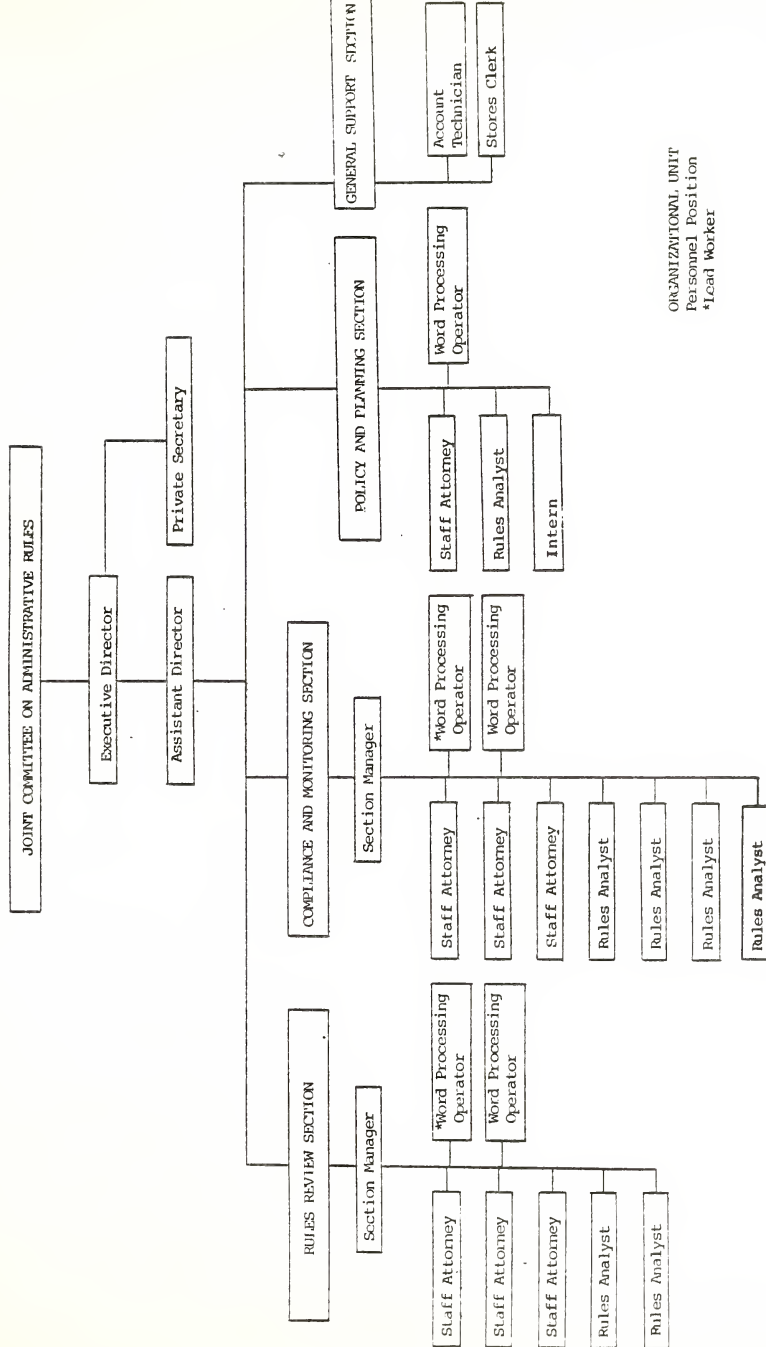 JOINT COMMITTEE ON ADMINISTRATIVE RULES
Executive Director
Private Secretary
Assistant Director
RULES REVIEW SECTION
Section Manager
Staff Attorney
Staff Attorney
Staff Attorney
Rules Analyst
Rules Analyst
*Word Processing
Operator
Word Processing
Operator
COMPLIANCE AND MONITORING SECTION
Section Manager
Staff Attorney
Staff Attorney
Staff Attorney
Rules Analyst
Rules Analyst
Rules Analyst
Rules Analyst
*Word Processing
Operator
Word Processing
Operator
POLICY AND PLANNING SECTION
Staff Attorney
Rules Analyst
Intern
Word Processing
Operator
GENERAL SUPPORT SECTION
Account
Technician
Stores Clerk
ORGANIZATIONAL UNIT
Personnel Position
*Lead Worker